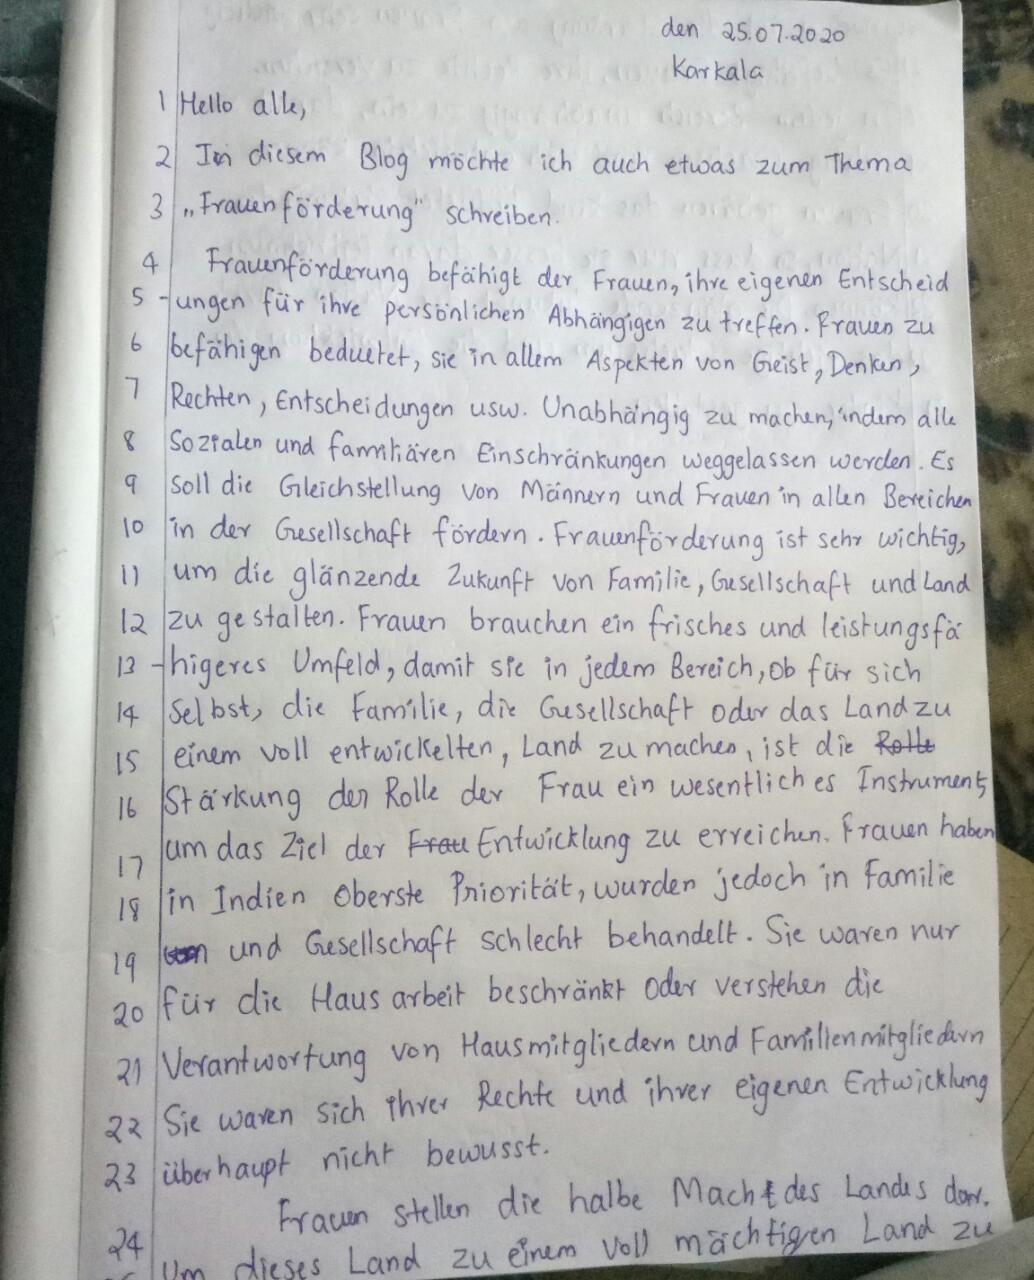 den 25.07.2020
Karkala
1 Hello alle,
2 In diesem Blog möchte ich auch etwas zum Thema
3 „Frauenförderung" schreiben.
4 Frauenförderung befähigt der Frauen, ihre eigenen Entscheid
5 -ungen für ihre persönlichen Abhängigen zu treffen. Frauen zu
6 befähigen beduetet, sie in allem Aspekten von Geist, Denken,
7 Rechten, Entscheidungen usw. Unabhängig zu machen, indem alle
8 Sozialen und familiären Einschränkungen weggelassen werden. Es
9 soll die Gleichstellung von Männern und Frauen in allen Bereichen
10 in der Gesellschaft fördern. Frauenförderung ist sehr wichtig,
11 um die glänzende Zukunft von Familie, Gesellschaft und Land
12 zu gestalten. Frauen brauchen ein frisches und leistungsfä
13 -higeres Umfeld, damit sie in jedem Bereich, ob für sich
14 selbst, die Familie, die Gesellschaft oder das Land zu
15 einem voll entwickelten, Land zu machen, ist die Rolle
16 Stärkung der Rolle der Frau ein wesentliches Instrument,
17 um das Ziel der Frau Entwicklung zu erreichen. Frauen haben
18 in Indien Oberste Priorität, wurden jedoch in Familie
19 und Gesellschaft schlecht behandelt. Sie waren nur
20 für die Hausarbeit beschränkt oder verstehen die
21 Verantwortung von Hausmitgliedern und Familienmitgliedern
22 Sie waren sich ihrer Rechte und ihrer eigenen Entwicklung
23 überhaupt nicht bewusst.
24 Frauen stellen die halbe Macht des Landes dar.
Um dieses Land zu einem voll mächtigen Land zu